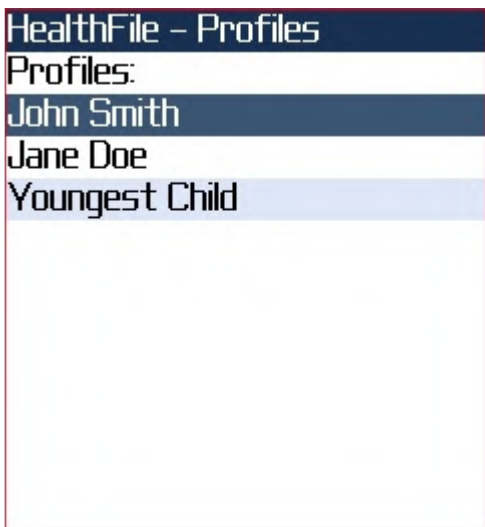 HealthFile - Profiles
Profiles:
John Smith
Jane Doe
Youngest Child